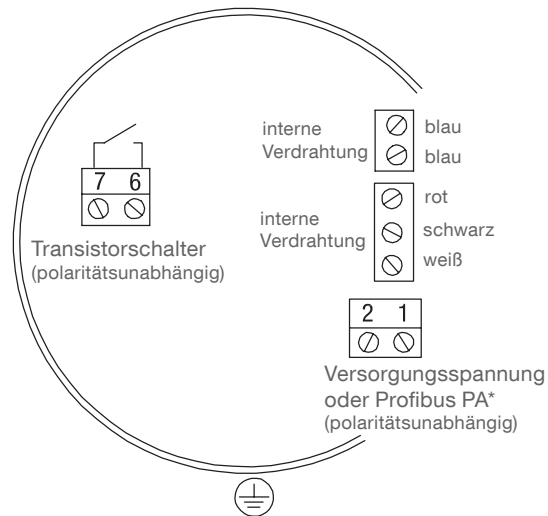 interne
Verdrahtung
blau
blau
7 6
Transistorschalter
(polaritätsunabhängig)
interne
Verdrahtung
rot
schwarz
weiß
2 1
Versorgungsspannung
oder Profibus PA*
(polaritätsunabhängig)